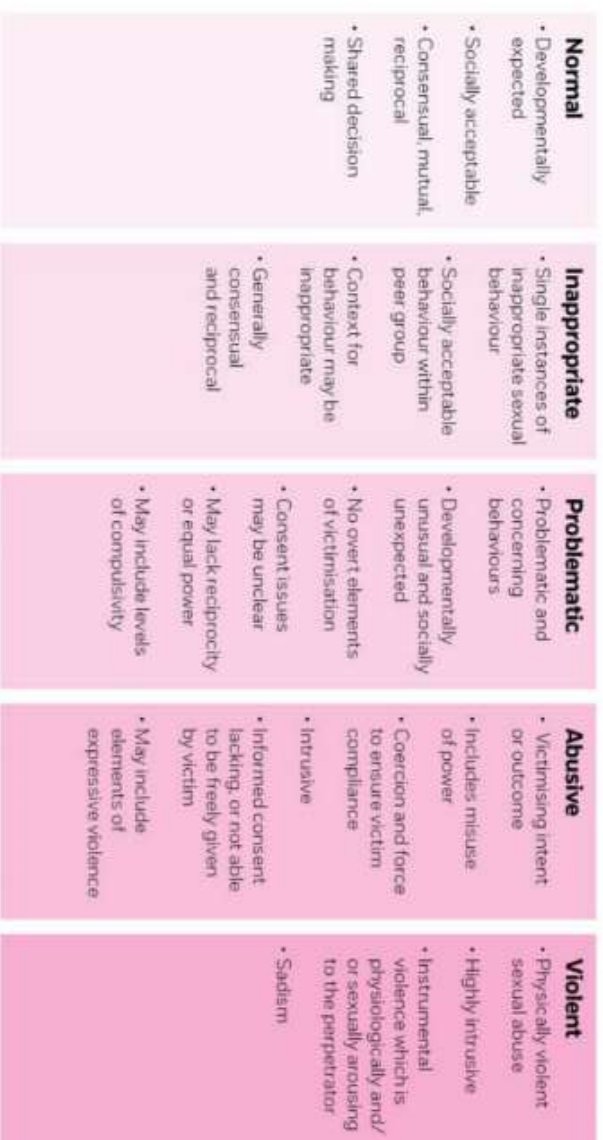 Normal
• Developmentally
expected
• Socially acceptable
• Consensual, mutual,
reciprocal
• Shared decision
making
Inappropriate
• Single instances of
inappropriate sexual
behaviour
• Socially acceptable
behaviour within
peer group
• Context for
behaviour may be
inappropriate
• Generally
consensual
and reciprocal
Problematic
• Problematic and
concerning
behaviours
• Developmentally
unusual and socially
unexpected
• No overt elements
of victimisation
• Consent issues
may be unclear
• May lack reciprocity
or equal power
• May include levels
of compulsivity
Abusive
• Victimising intent
or outcome
• Includes misuse
of power
• Coercion and force
to ensure victim
compliance
• Intrusive
• Informed consent
lacking, or not able
to be freely given
by victim
• May include
elements of
expressive violence
Violent
• Physically violent
sexual abuse
• Highly intrusive
• Instrumental
violence which is
physiologically and/
or sexually arousing
to the perpetrator
• Sadism